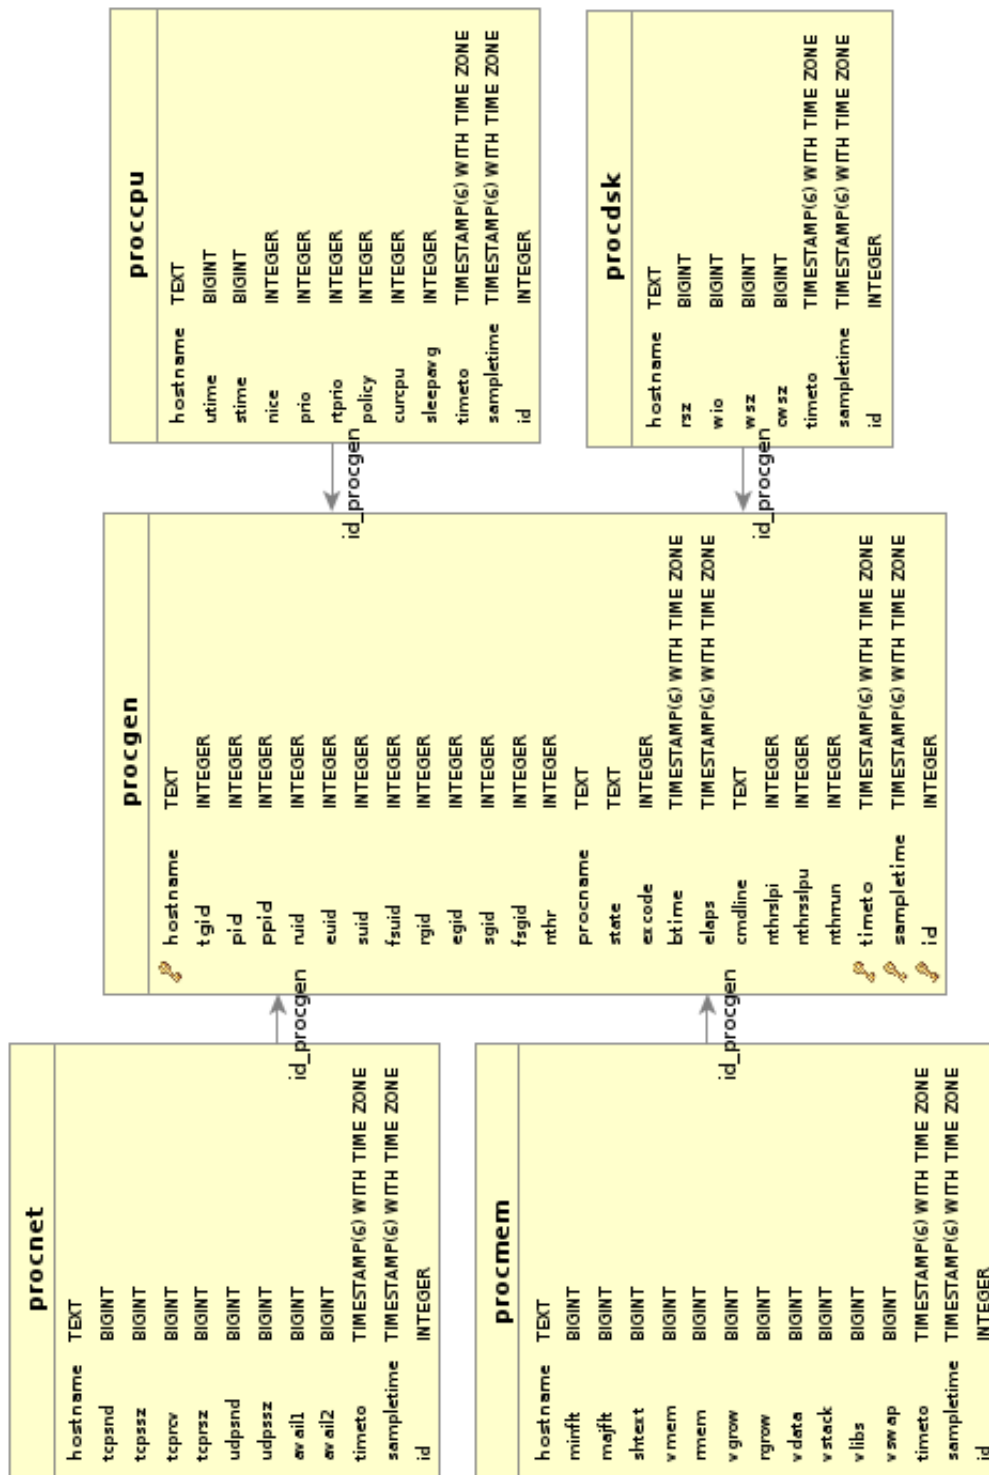 procnet
hostname TEXT
tcpsnd BIGINT
tcpssz BIGINT
tcprcv BIGINT
tcprsz BIGINT
udpsnd BIGINT
udpssz BIGINT
avail1 BIGINT
avail2 BIGINT
timeto TIMESTAMP(6) WITH TIME ZONE
sampletime TIMESTAMP(6) WITH TIME ZONE
id INTEGER
id_procgen
procmem
hostname TEXT
minflt BIGINT
majflt BIGINT
shtext BIGINT
vmem BIGINT
rmem BIGINT
vgrow BIGINT
rgrow BIGINT
vdata BIGINT
vstack BIGINT
vlibs BIGINT
vswap BIGINT
timeto TIMESTAMP(6) WITH TIME ZONE
sampletime TIMESTAMP(6) WITH TIME ZONE
id INTEGER
id_procgen
procgen
hostname TEXT
tgid INTEGER
pid INTEGER
ppid INTEGER
ruid INTEGER
euid INTEGER
suid INTEGER
fsuid INTEGER
rgid INTEGER
egid INTEGER
sgid INTEGER
fsgid INTEGER
nthr INTEGER
procname TEXT
state TEXT
excode INTEGER
btime TIMESTAMP(6) WITH TIME ZONE
elaps TIMESTAMP(6) WITH TIME ZONE
cmdline TEXT
nthrslpi INTEGER
nthrsslpu INTEGER
nthrrun INTEGER
timeto TIMESTAMP(6) WITH TIME ZONE
sampletime TIMESTAMP(6) WITH TIME ZONE
id INTEGER
proccpu
hostname TEXT
utime BIGINT
stime BIGINT
nice INTEGER
prio INTEGER
rtprio INTEGER
policy INTEGER
curcpu INTEGER
sleepavg INTEGER
timeto TIMESTAMP(6) WITH TIME ZONE
sampletime TIMESTAMP(6) WITH TIME ZONE
id INTEGER
id_procgen
procdsk
hostname TEXT
rsz BIGINT
wio BIGINT
wsz BIGINT
cwsz BIGINT
timeto TIMESTAMP(6) WITH TIME ZONE
sampletime TIMESTAMP(6) WITH TIME ZONE
id INTEGER
id_procgen